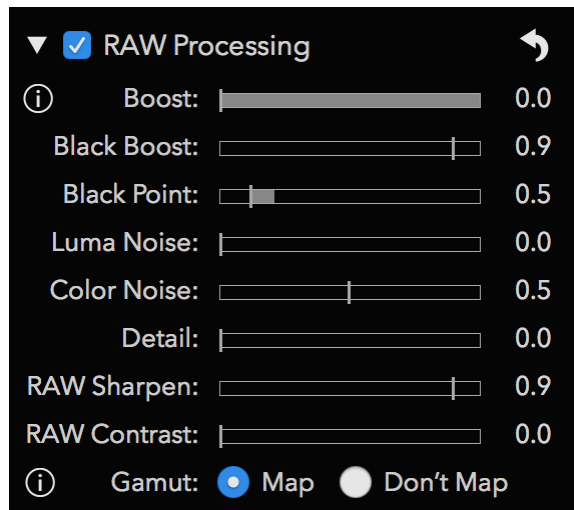 RAW Processing
Boost: 0.0
Black Boost: 0.9
Black Point: 0.5
Luma Noise: 0.0
Color Noise: 0.5
Detail: 0.0
RAW Sharpen: 0.9
RAW Contrast: 0.0
Gamut: Map Don't Map